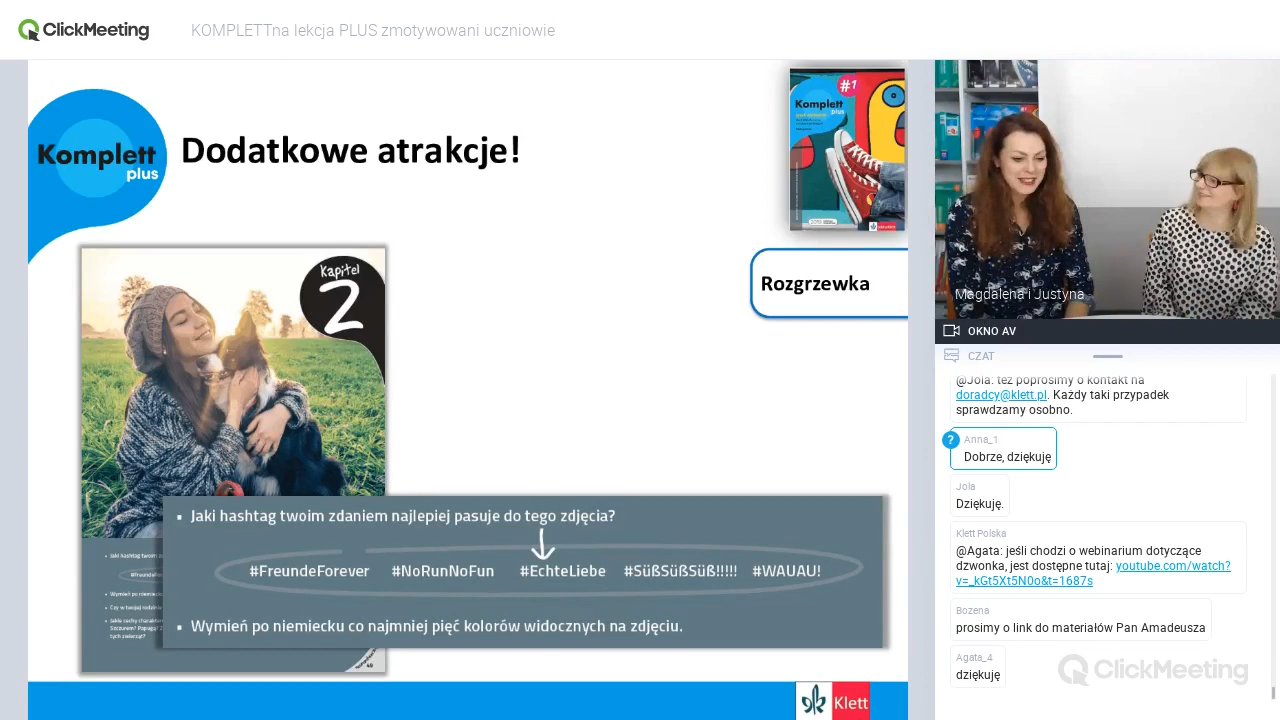 ClickMeeting
KOMPLETTna lekcja PLUS zmotywowani uczniowie
Komplett
plus
Dodatkowe atrakcje!
#1
Komplett
plus
Rozgrzewka
Kapitel
2
Jaki hashtag twoim zdaniem najlepiej pasuje do tego zdjęcia?
#FreundeForever #NoRunNoFun #EchteLiebe #SüßSüßSüß!!!!! #WAUAU!
Wymień po niemiecku co najmniej pięć kolorów widocznych na zdjęciu.
Klett
Magdalena i Justyna
OKNO AV
CZAT
@Jola: też poprosimy o kontakt na
doradcy@klett.pl. Każdy taki przypadek
sprawdzamy osobno.
?
Anna_1
Dobrze, dziękuję
Jola
Dziękuję.
Klett Polska
@Agata: jeśli chodzi o webinarium dotyczące
dzwonka, jest dostępne tutaj: youtube.com/watch?
v=_kGt5Xt5N0o&t=1687s
Bozena
prosimy o link do materiałów Pan Amadeusza
Agata_4
dziękuję
ClickMeeting